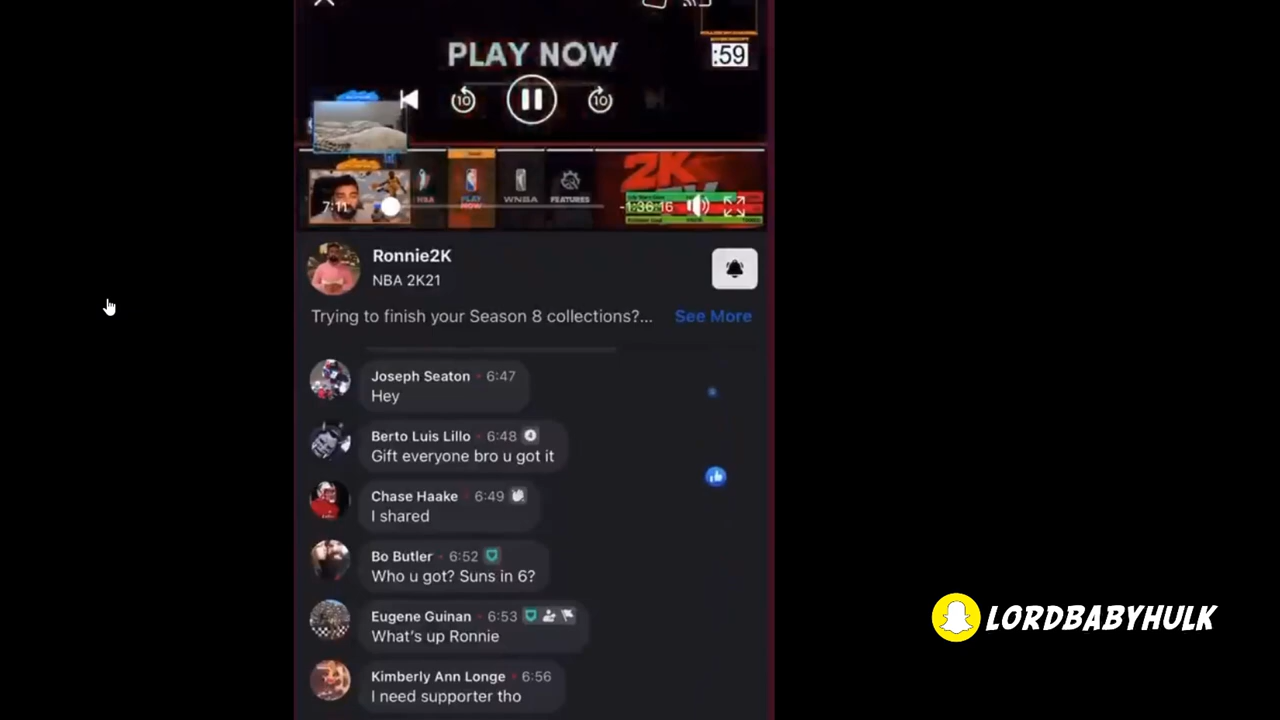 PLAY NOW
:59
10
10
NBA
PLAY NOW
WNBA
FEATURES
2K
7:11
-1:36:16
Ronnie2K
NBA 2K21
Trying to finish your Season 8 collections?... See More
Joseph Seaton · 6:47
Hey
Berto Luis Lillo · 6:48
Gift everyone bro u got it
Chase Haake · 6:49
I shared
Bo Butler · 6:52
Who u got? Suns in 6?
Eugene Guinan · 6:53
What's up Ronnie
Kimberly Ann Longe · 6:56
I need supporter tho
LORDBABYHULK